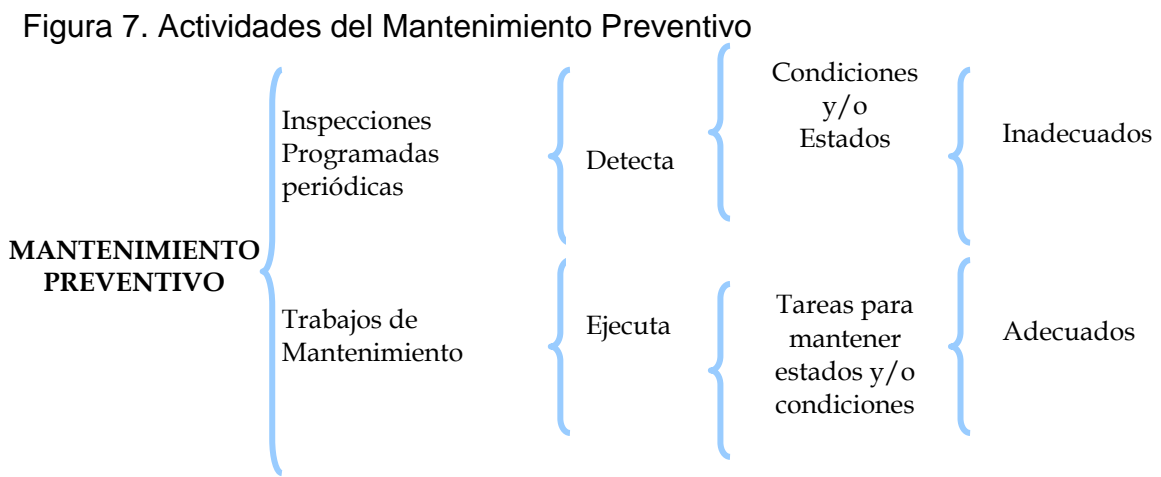 Figura 7. Actividades del Mantenimiento Preventivo
MANTENIMIENTO
PREVENTIVO
Inspecciones
Programadas
periódicas
Detecta
Condiciones
y/o
Estados
Inadecuados
Trabajos de
Mantenimiento
Ejecuta
Tareas para
mantener
estados y/o
condiciones
Adecuados